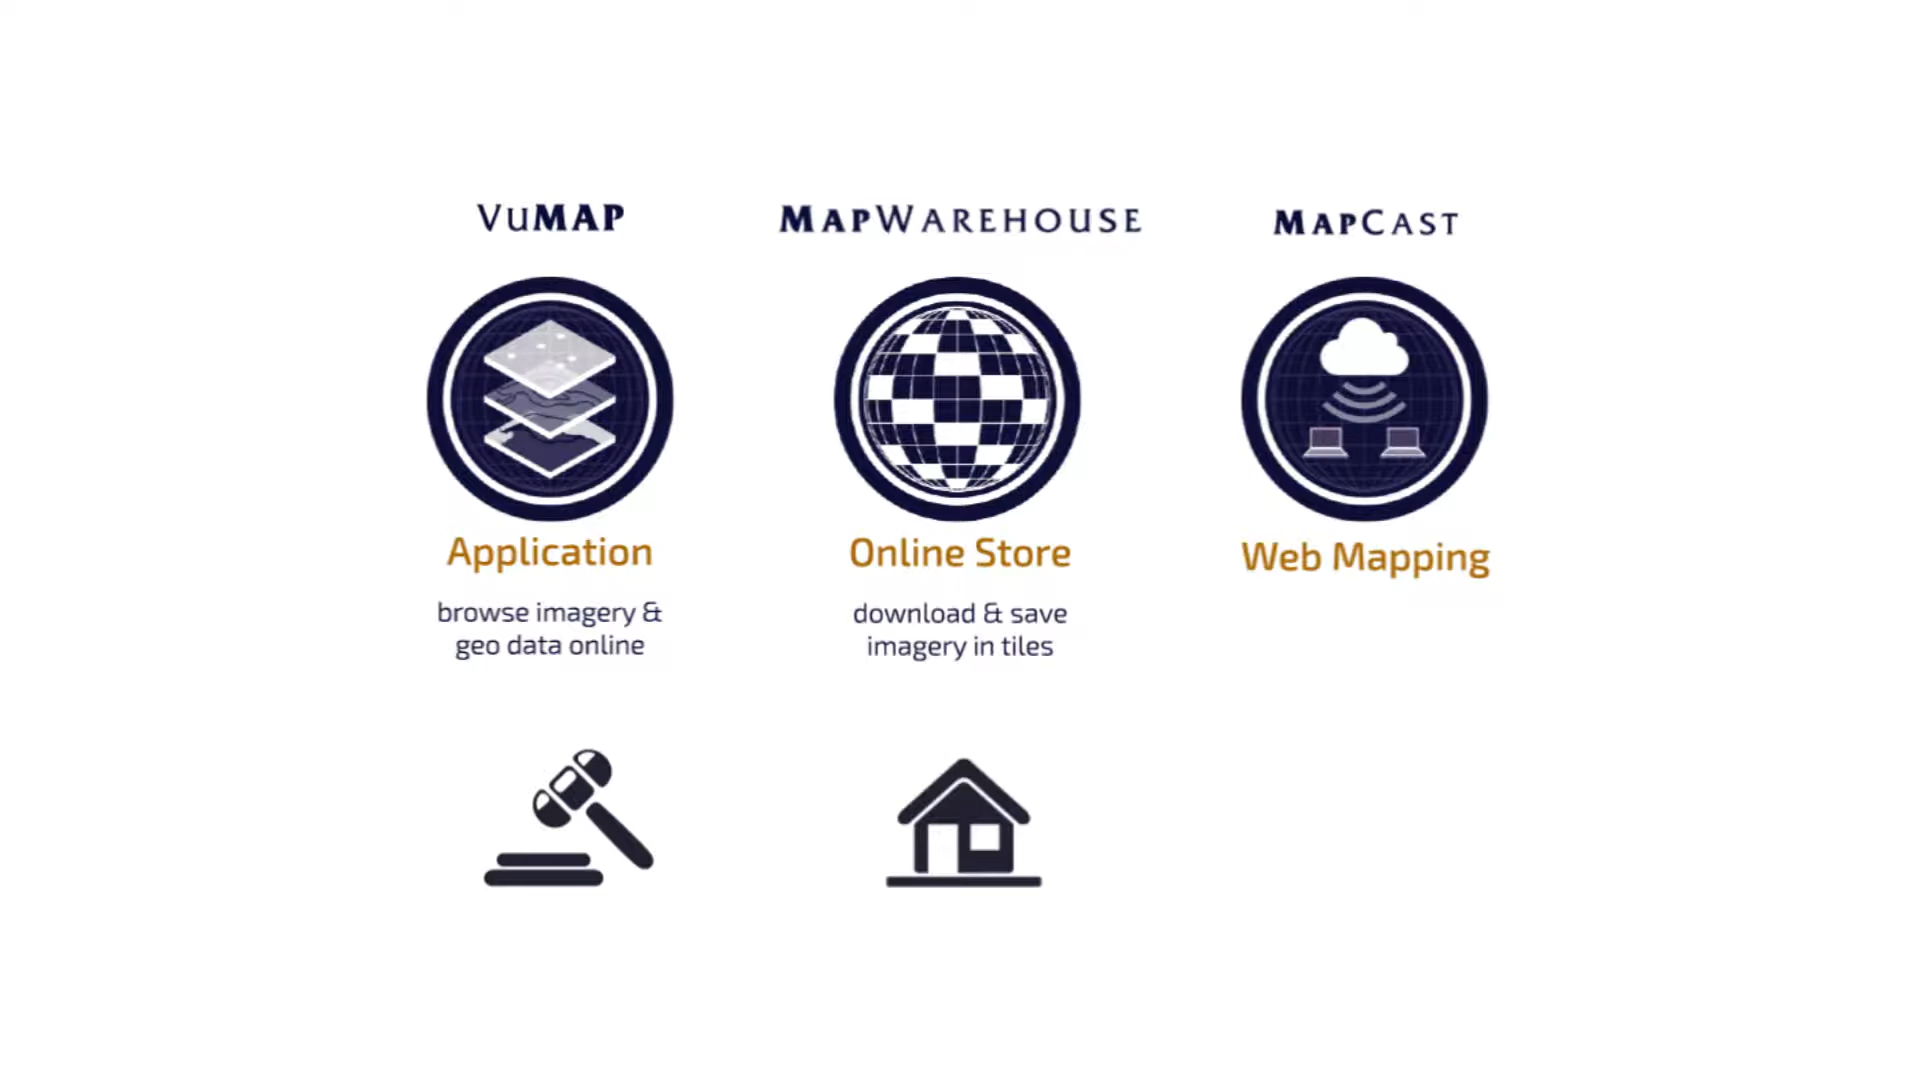 VuMAP
MAPWAREHOUSE
MAPCAST
Application
Online Store
Web Mapping
browse imagery &
geo data online
download & save
imagery in tiles